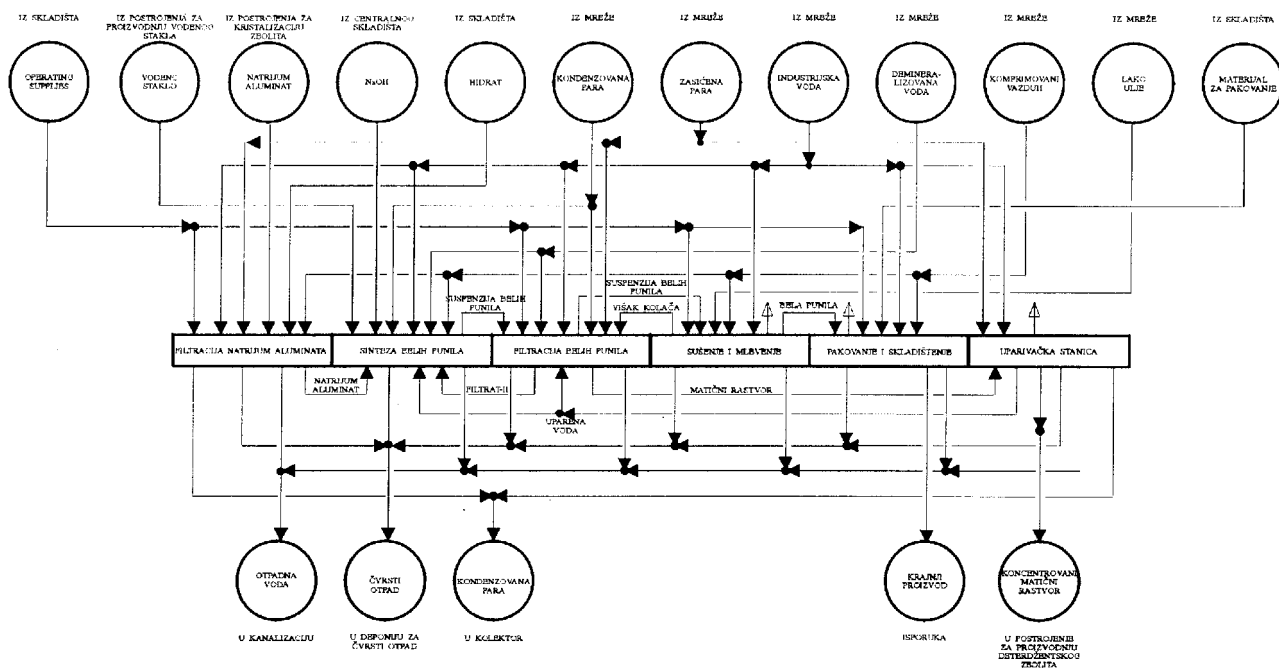 IZ SKLADIŠTA
IZ POSTROJENJA ZA
PROIZVODNJU VODENOG
STAKLA
IZ POSTROJENJA ZA
KRISTALIZACIJU
ZEOLITA
IZ CENTRALNOG
SKLADIŠTA
IZ SKLADIŠTA
IZ MREŽE
IZ MREŽE
IZ MREŽE
IZ MREŽE
IZ MREŽE
IZ MREŽE
IZ SKLADIŠTA
OPERATING
SUPPLIES
VODENO
STAKLO
NATRIJUM
ALUMINAT
NaOH
HIDRAT
KONDENZOVANA
PARA
ZASIĆENA
PARA
INDUSTRIJSKA
VODA
DEMINERA-
LIZOVANA
VODA
KOMPRIMOVANI
VAZDUH
LAKO
ULJE
MATERIJAL
ZA PAKOVANJE
SUSPENZIJA BELIH
PUNILA
SUSPENZIJA BELIH
PUNILA
VIŠAK KOLAČA
BELA PUNILA
FILTRACIJA NATRIJUM ALUMINATA
SINTEZA BELIH PUNILA
FILTRACIJA BELIH PUNILA
SUŠENJE I MLEVENJE
PAKOVANJE I SKLADIŠTENJE
UPARIVAČKA STANICA
NATRIJUM
ALUMINAT
FILTRAT-II
MATIČNI RASTVOR
UPARENA
VODA
OTPADNA
VODA
ČVRSTI
OTPAD
KONDENZOVANA
PARA
KRAJNJI
PROIZVOD
KONCENTROVANI
MATIČNI
RASTVOR
U KANALIZACIJU
U DEPONIJU ZA
ČVRSTI OTPAD
U KOLEKTOR
ISPORUKA
U POSTROJENJE
ZA PROIZVODNJU
DETERDŽENTSKOG
ZEOLITA